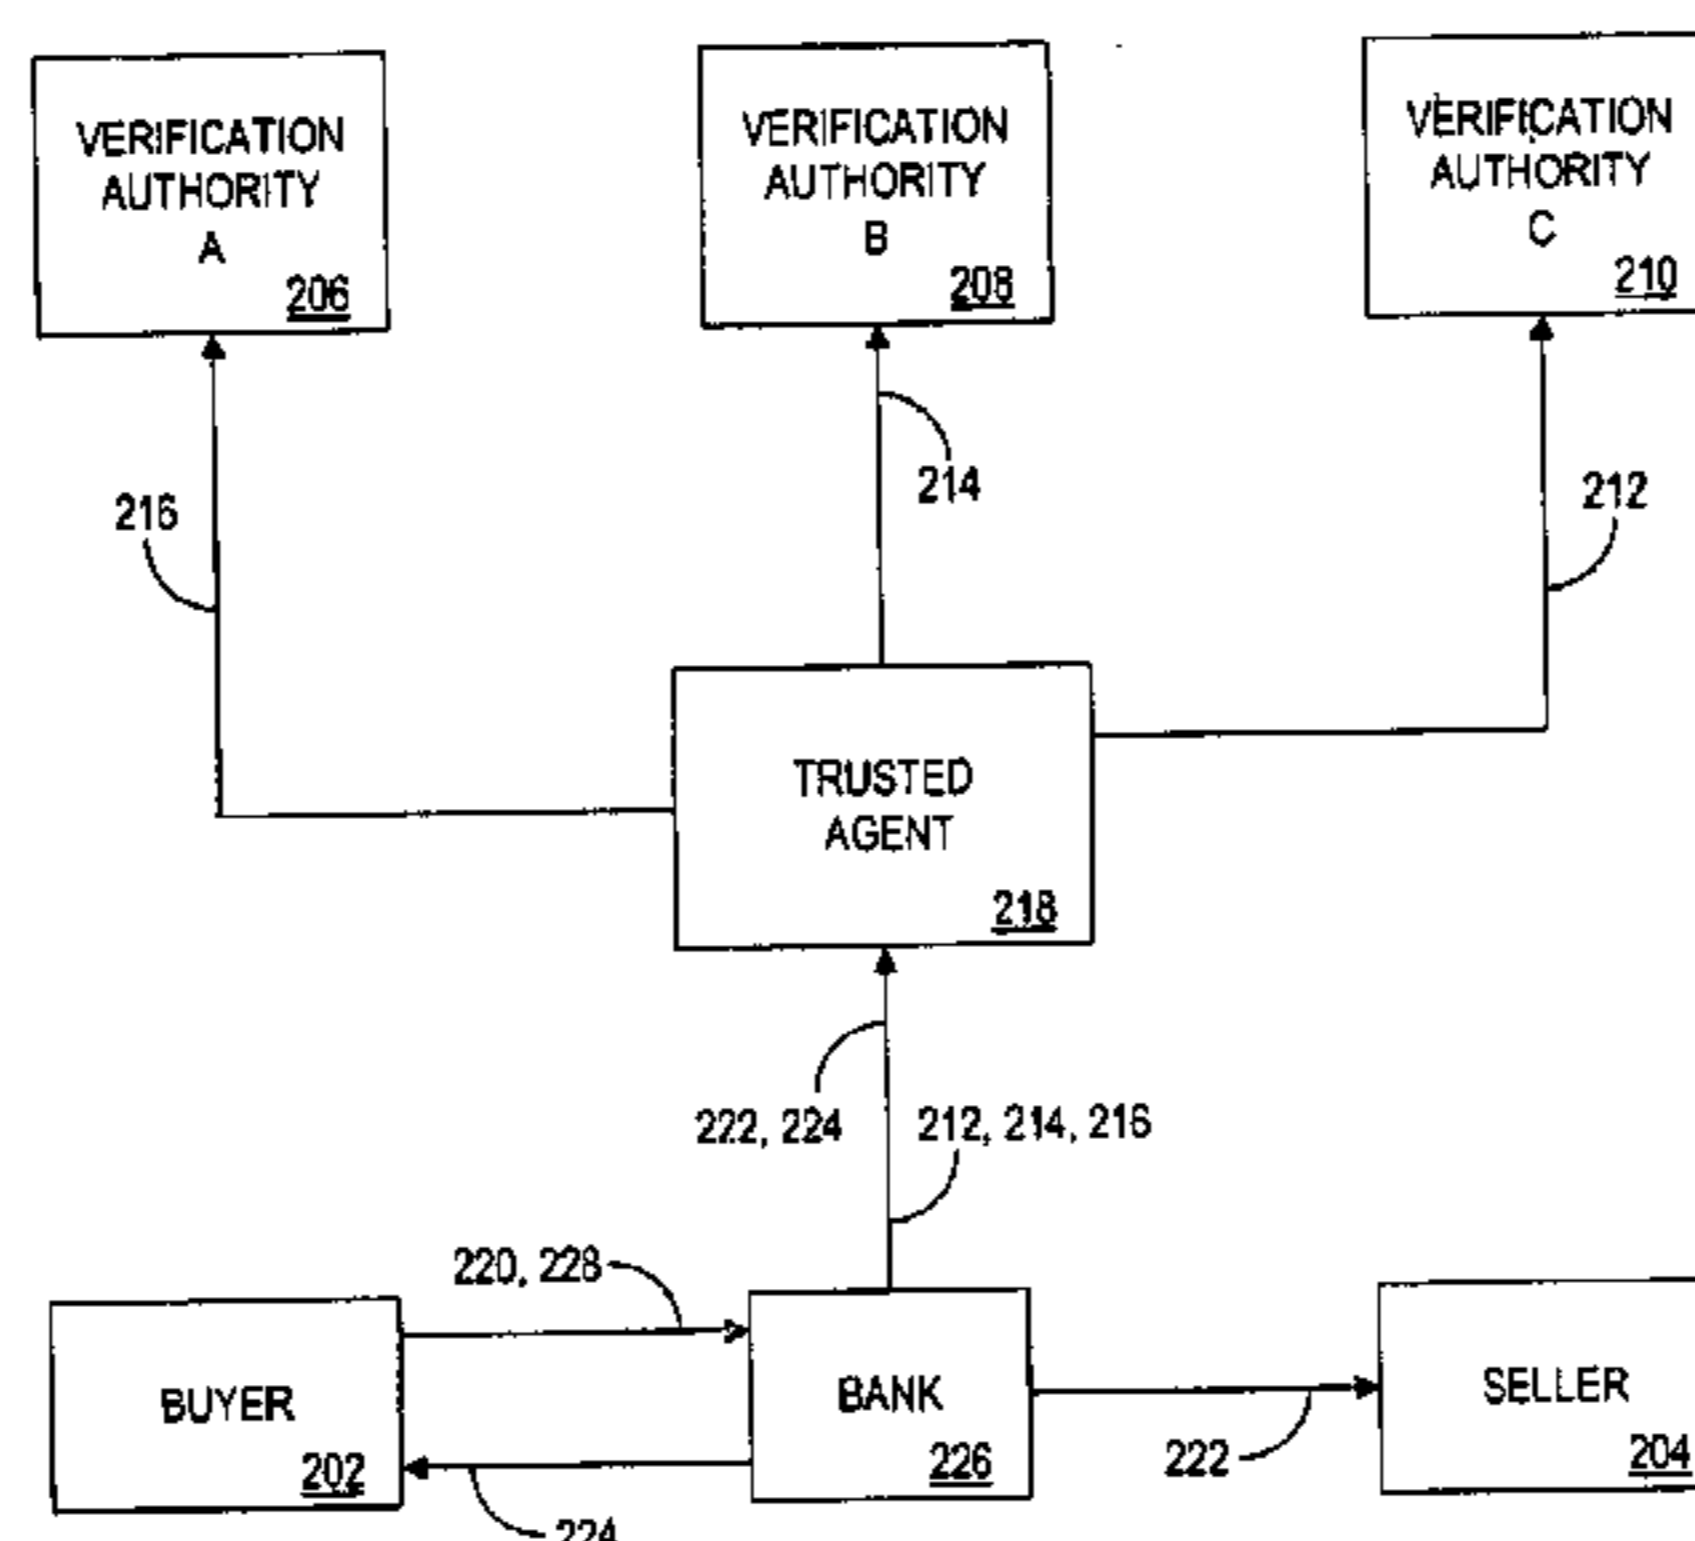 VERIFICATION
AUTHORITY
A
206
VERIFICATION
AUTHORITY
B
208
VERIFICATION
AUTHORITY
C
210
216
214
212
TRUSTED
AGENT
218
222, 224
212, 214, 216
220, 228
BUYER
202
BANK
226
SELLER
204
222
224